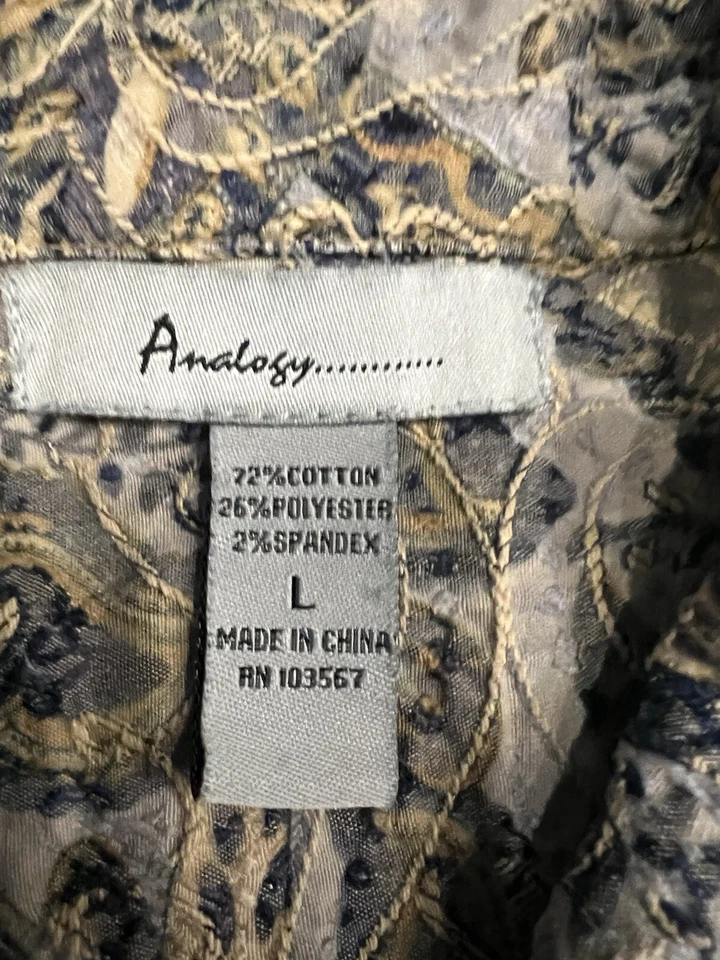 Analogy.............
72%COTTON
26%POLYESTER
2%SPANDEX
L
MADE IN CHINA
RN 103567